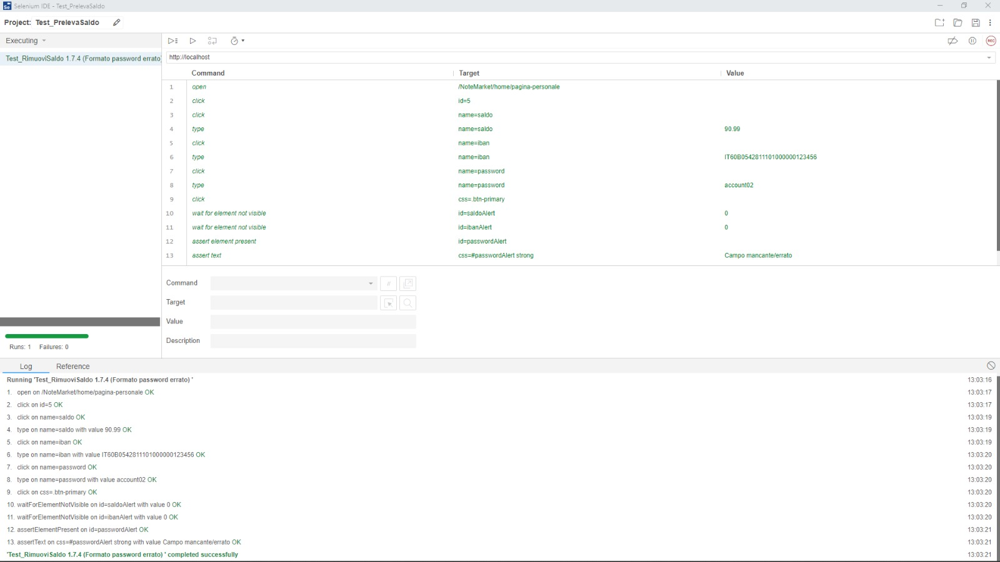 Selenium IDE - Test_PrelevaSaldo
Project: Test_PrelevaSaldo
Executing
REC
Test_RimuoviSaldo 1.7.4 (Formato password errato)
http://localhost
Command Target Value
1 open /NoteMarket/home/pagina-personale
2 click id=5
3 click name=saldo
4 type name=saldo 90.99
5 click name=iban
6 type name=iban IT60B0542811101000000123456
7 click name=password
8 type name=password account02
9 click css=.btn-primary
10 wait for element not visible id=saldoAlert 0
11 wait for element not visible id=ibanAlert 0
12 assert element present id=passwordAlert
13 assert text css=#passwordAlert strong Campo mancante/errato
Command //
Target
Value
Description
Runs: 1 Failures: 0
Log Reference
Running 'Test_RimuoviSaldo 1.7.4 (Formato password errato) ' 13:03:16
1. open on /NoteMarket/home/pagina-personale OK 13:03:17
2. click on id=5 OK 13:03:17
3. click on name=saldo OK 13:03:19
4. type on name=saldo with value 90.99 OK 13:03:19
5. click on name=iban OK 13:03:19
6. type on name=iban with value IT60B0542811101000000123456 OK 13:03:20
7. click on name=password OK 13:03:20
8. type on name=password with value account02 OK 13:03:20
9. click on css=.btn-primary OK 13:03:20
10. waitForElementNotVisible on id=saldoAlert with value 0 OK 13:03:20
11. waitForElementNotVisible on id=ibanAlert with value 0 OK 13:03:20
12. assertElementPresent on id=passwordAlert OK 13:03:21
13. assertText on css=#passwordAlert strong with value Campo mancante/errato OK 13:03:21
'Test_RimuoviSaldo 1.7.4 (Formato password errato) ' completed successfully 13:03:21